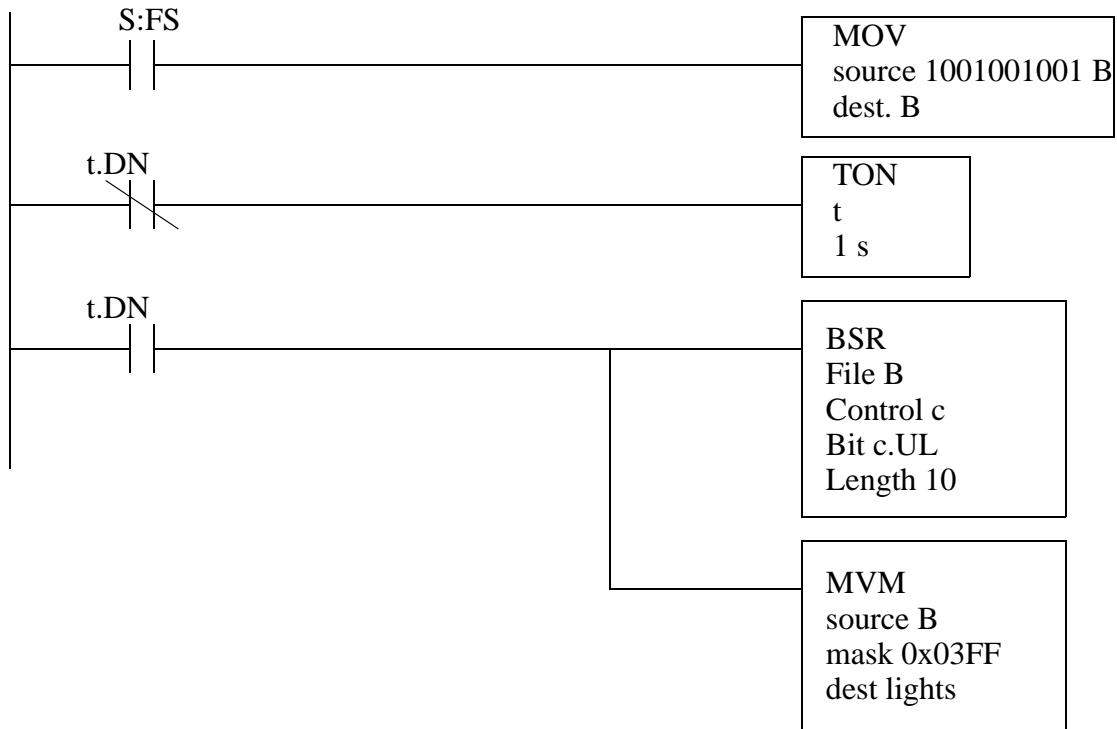 S:FS
MOV
source 1001001001 B
dest. B
t.DN
TON
t
1 s
t.DN
BSR
File B
Control c
Bit c.UL
Length 10
MVM
source B
mask 0x03FF
dest lights